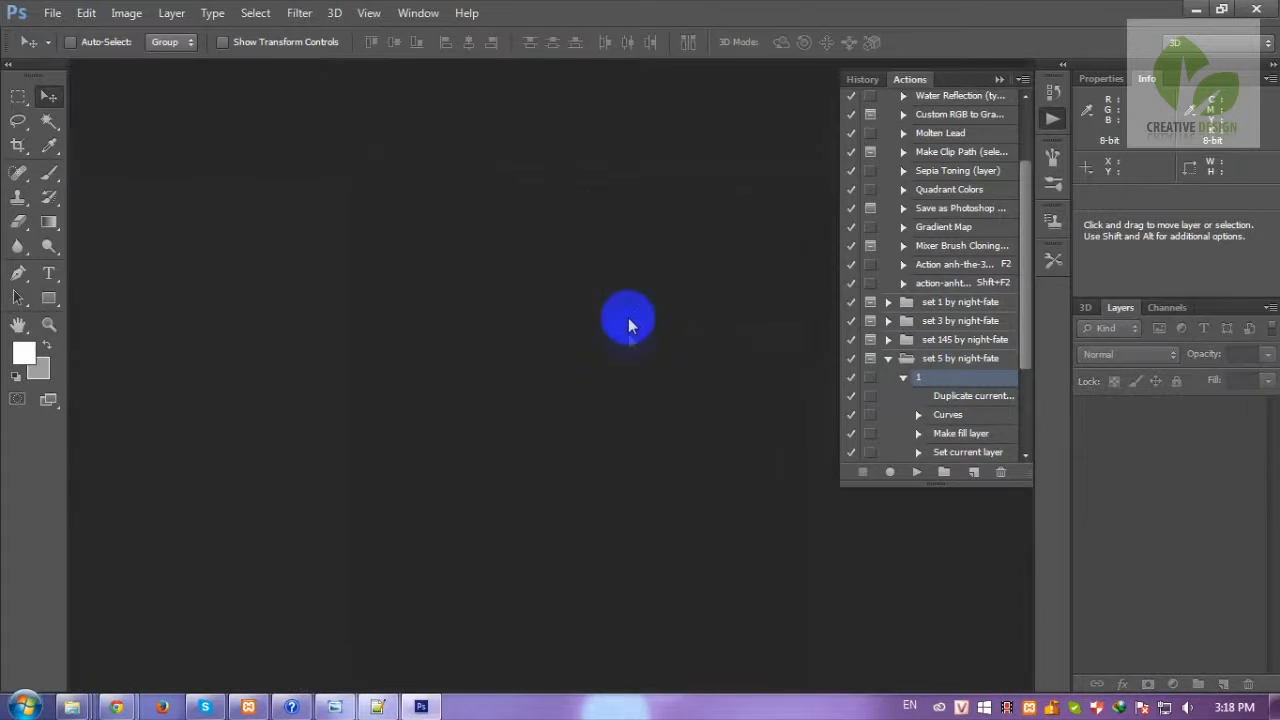 Ps File Edit Image Layer Type Select Filter 3D View Window Help
Auto-Select: Group Show Transform Controls 3D Mode: 3D
History Actions
Properties Info
Water Reflection (ty...
Custom RGB to Gra...
Molten Lead
Make Clip Path (sele...
Sepia Toning (layer)
Quadrant Colors
Save as Photoshop ...
Gradient Map
Mixer Brush Cloning...
Action anh-the-3... F2
action-anht... Shft+F2
set 1 by night-fate
set 3 by night-fate
set 145 by night-fate
set 5 by night-fate
1
Duplicate current...
Curves
Make fill layer
Set current layer
R :
G :
B :
8-bit
C :
M :
Y :
K :
8-bit
X :
Y :
W :
H :
CREATIVE DESIGN
Click and drag to move layer or selection.
Use Shift and Alt for additional options.
3D Layers Channels
Kind
Normal Opacity:
Lock: Fill:
EN 3:18 PM